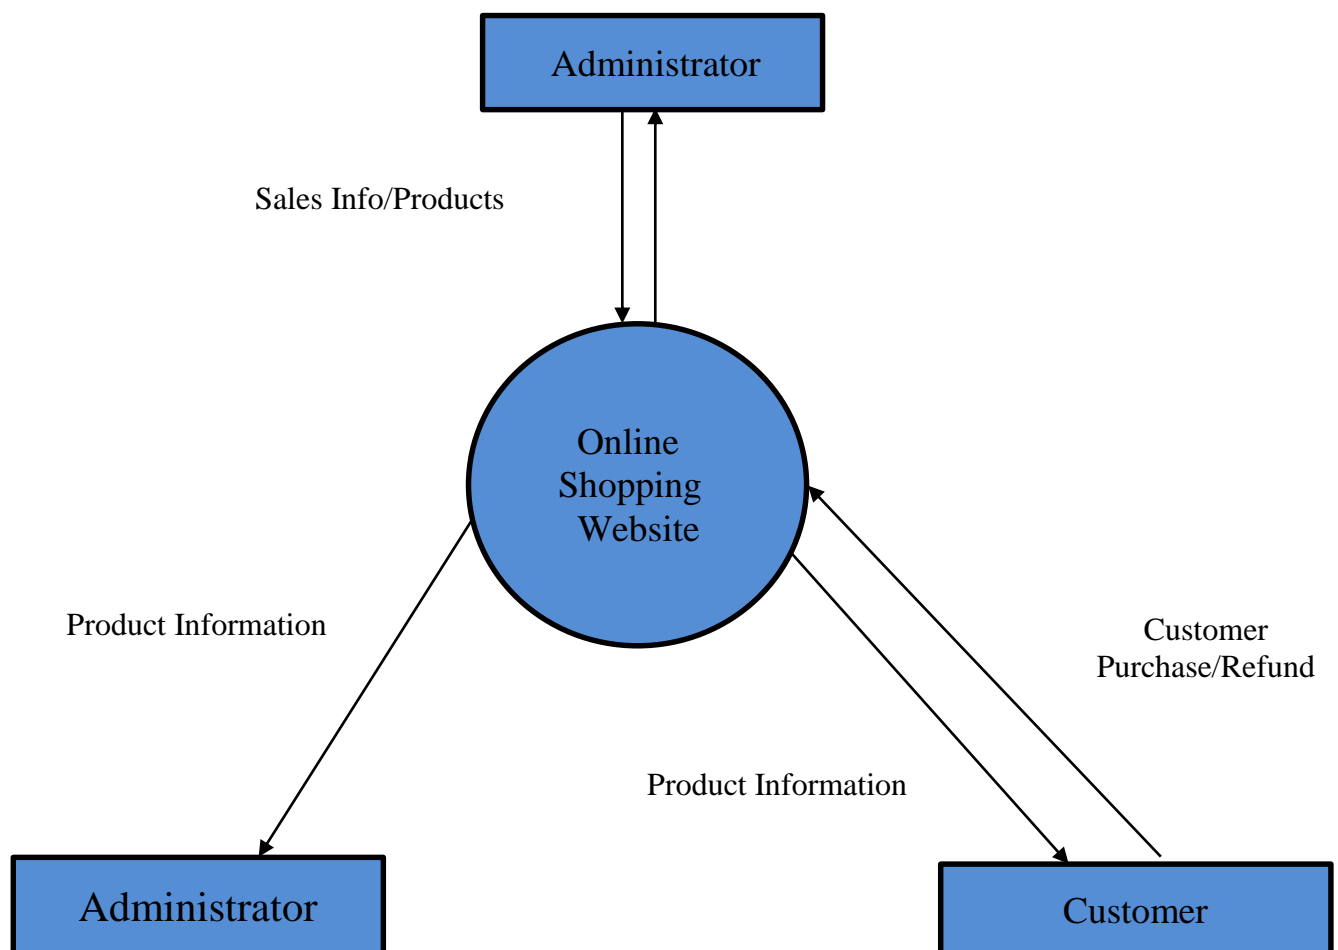 Administrator
Sales Info/Products
Online
Shopping
Website
Product Information
Customer
Purchase/Refund
Product Information
Administrator
Customer